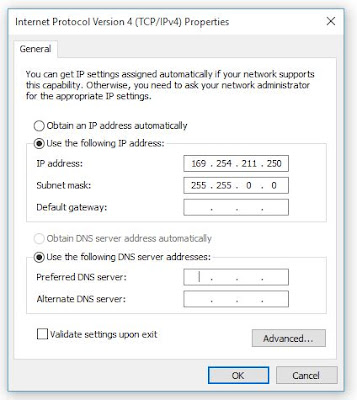 Internet Protocol Version 4 (TCP/IPv4) Properties
General
You can get IP settings assigned automatically if your network supports
this capability. Otherwise, you need to ask your network administrator
for the appropriate IP settings.
Obtain an IP address automatically
Use the following IP address:
IP address: 169 . 254 . 211 . 250
Subnet mask: 255 . 255 . 0 . 0
Default gateway: . . .
Obtain DNS server address automatically
Use the following DNS server addresses:
Preferred DNS server: . . .
Alternate DNS server: . . .
Validate settings upon exit
Advanced...
OK Cancel